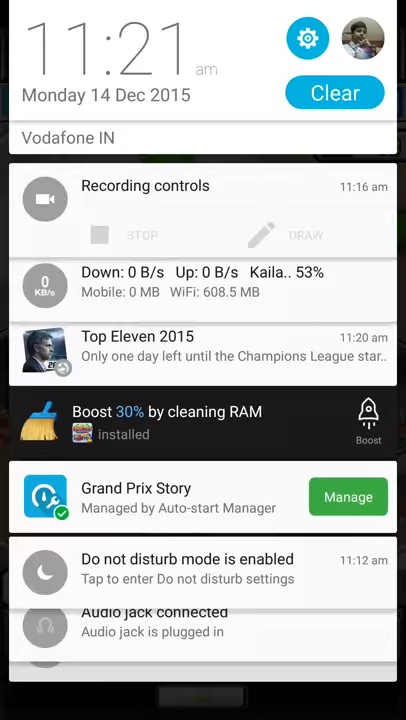 11:21 am
Monday 14 Dec 2015
Clear
Vodafone IN
Recording controls 11:16 am
STOP DRAW
0 KB/s
Down: 0 B/s Up: 0 B/s Kaila.. 53%
Mobile: 0 MB WiFi: 608.5 MB
Top Eleven 2015 11:20 am
Only one day left until the Champions League star..
Boost 30% by cleaning RAM
installed
Boost
Grand Prix Story
Managed by Auto-start Manager
Manage
Do not disturb mode is enabled 11:12 am
Tap to enter Do not disturb settings
Audio jack connected
Audio jack is plugged in